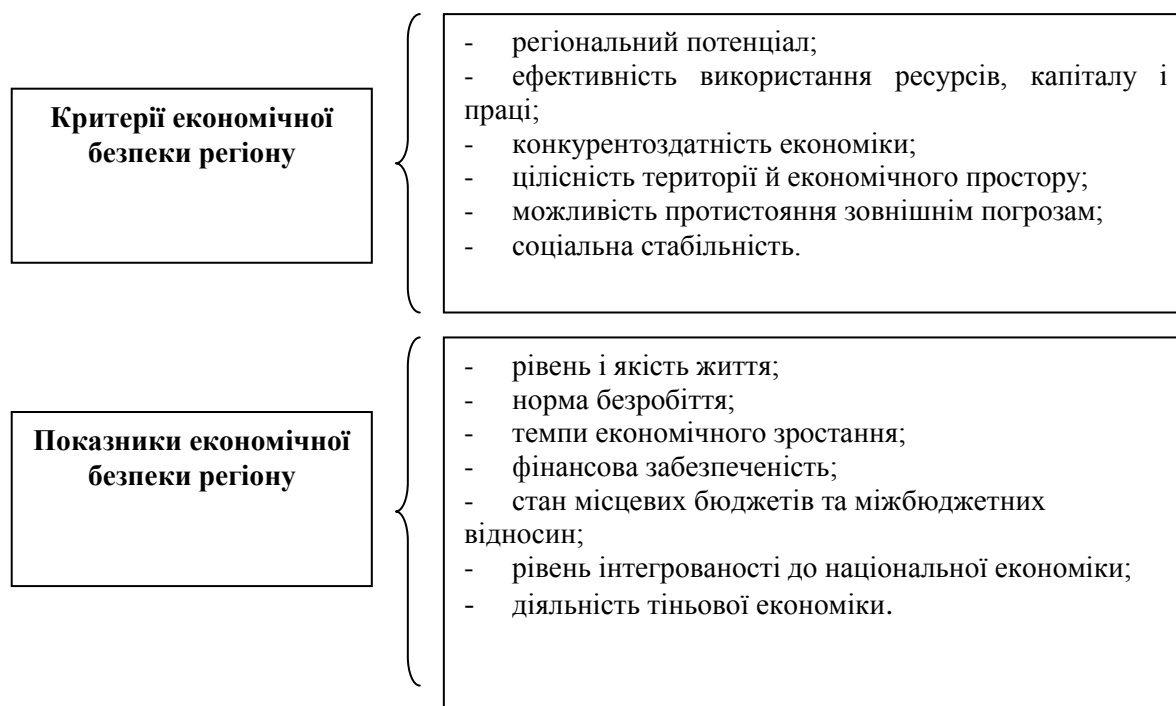 Критерії економічної
безпеки регіону
- регіональний потенціал;
- ефективність використання ресурсів, капіталу і
праці;
- конкурентоздатність економіки;
- цілісність території й економічного простору;
- можливість протистояння зовнішнім погрозам;
- соціальна стабільність.
Показники економічної
безпеки регіону
- рівень і якість життя;
- норма безробіття;
- темпи економічного зростання;
- фінансова забезпеченість;
- стан місцевих бюджетів та міжбюджетних
відносин;
- рівень інтегрованості до національної економіки;
- діяльність тіньової економіки.